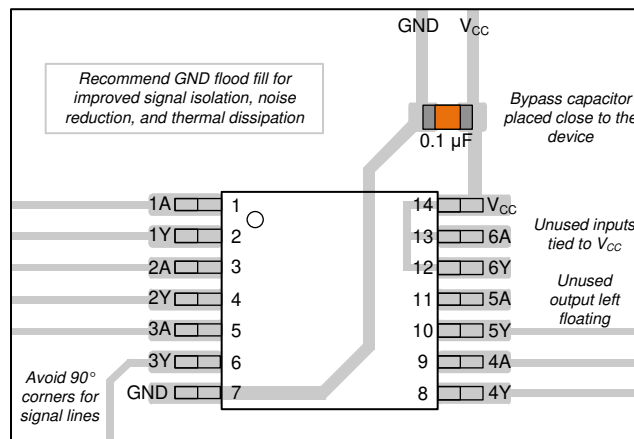 GND VCC
Recommend GND flood fill for
improved signal isolation, noise
reduction, and thermal dissipation
Bypass capacitor
placed close to the
device
0.1 µF
1A 1 14 VCC
1Y 2 13 6A
2A 3 12 6Y
2Y 4 11 5A
3A 5 10 5Y
3Y 6 9 4A
GND 7 8 4Y
Unused inputs
tied to VCC
Unused
output left
floating
Avoid 90°
corners for
signal lines